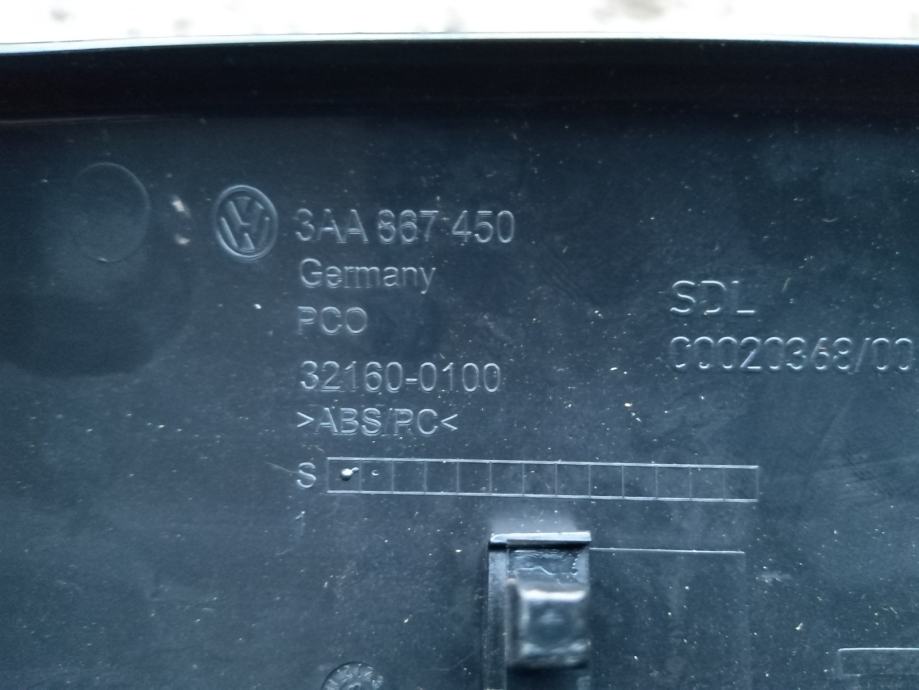 3AA 867 450
Germany
PCO
32160-0100
>ABS/PC<
S
SDL
00020368/00